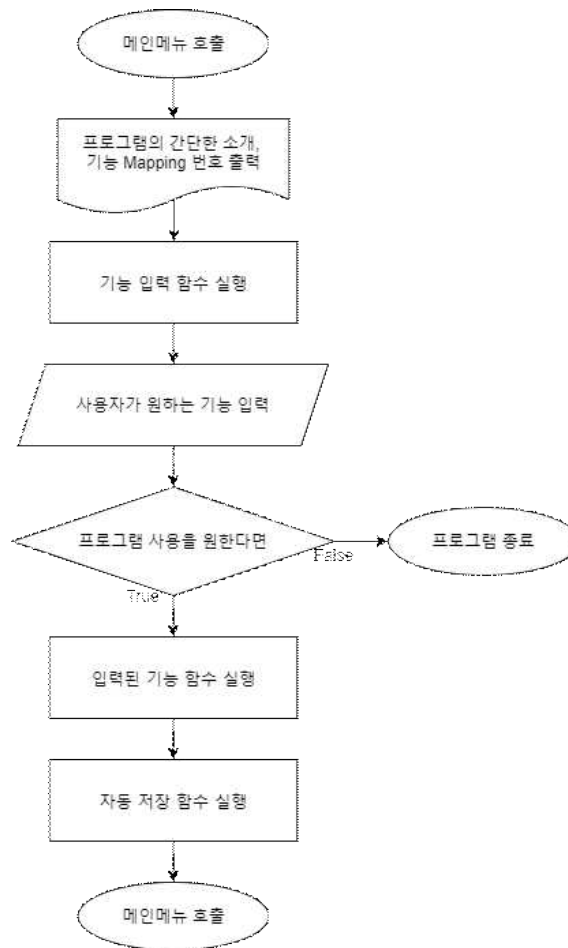 메인메뉴 호출
프로그램의 간단한 소개,
기능 Mapping 번호 출력
기능 입력 함수 실행
사용자가 원하는 기능 입력
프로그램 사용을 원한다면
프로그램 종료
False
True
입력된 기능 함수 실행
자동 저장 함수 실행
메인메뉴 호출